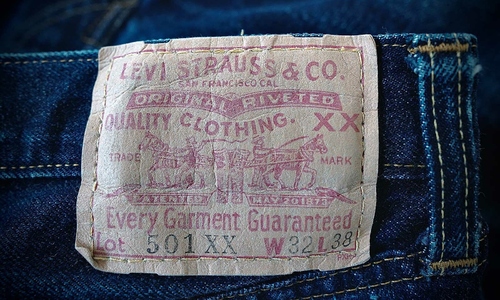 LEVI STRAUSS & CO.
SAN FRANCISCO CAL
ORIGINAL RIVETED
QUALITY CLOTHING. XX
TRADE MARK
PATENTED MAY 20 1873
Every Garment Guaranteed
Lot 501XX W32L38